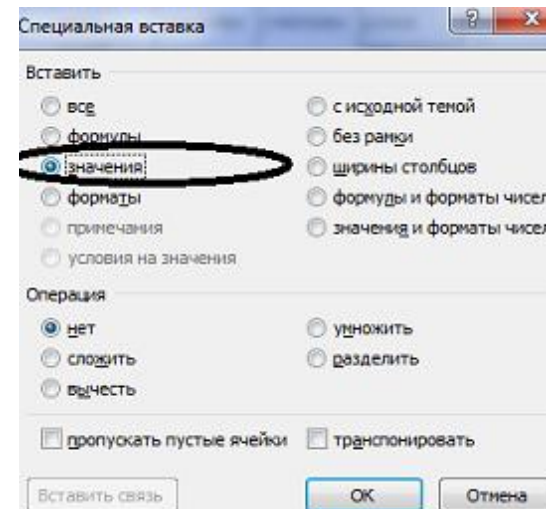 Специальная вставка
Вставить
все
с исходной темой
формулы
без рамки
значения
ширины столбцов
форматы
формулы и форматы чисел
примечания
значения и форматы чисел
условия на значения
Операция
нет
умножить
сложить
разделить
вычесть
пропускать пустые ячейки
транспонировать
Вставить связь
ОК
Отмена